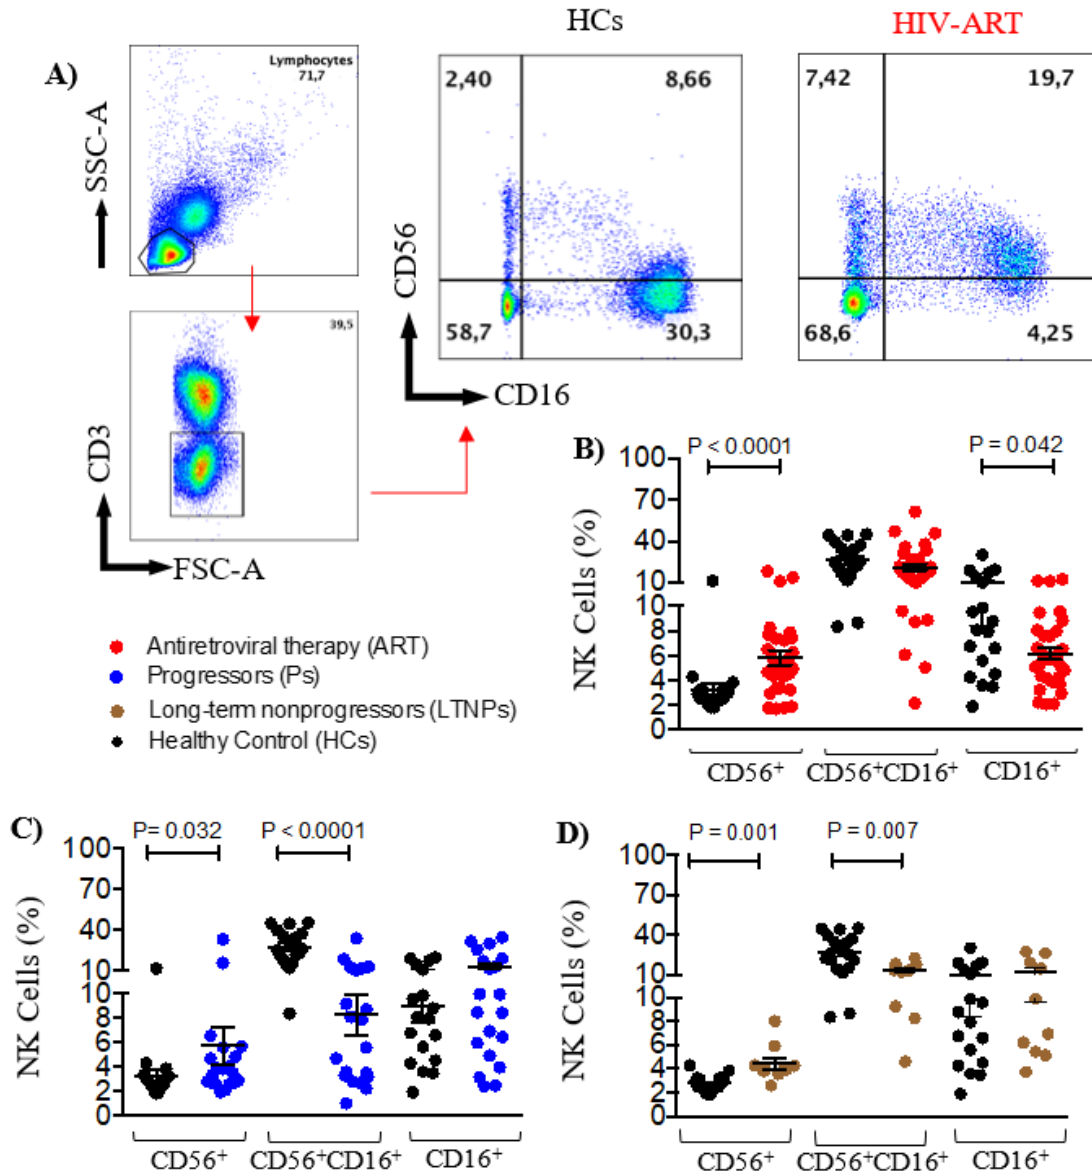 HCs
HIV-ART
A)
Lymphocytes
71,7
SSC-A
2,40
8,66
7,42
19,7
CD56
58,7
30,3
68,6
4,25
CD16
39,5
CD3
FSC-A
Antiretroviral therapy (ART)
Progressors (Ps)
Long-term nonprogressors (LTNPs)
Healthy Control (HCs)
B)
P < 0.0001
P = 0.042
NK Cells (%)
100
70
40
10
10
8
6
4
2
0
CD56+
CD56+CD16+
CD16+
C)
P= 0.032
P < 0.0001
NK Cells (%)
100
70
40
10
10
8
6
4
2
0
CD56+
CD56+CD16+
CD16+
D)
P = 0.001
P = 0.007
NK Cells (%)
100
70
40
10
10
8
6
4
2
0
CD56+
CD56+CD16+
CD16+